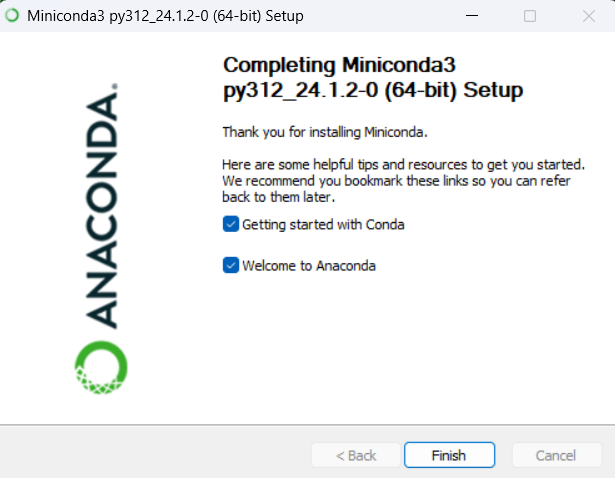 Miniconda3 py312_24.1.2-0 (64-bit) Setup
Completing Miniconda3
py312_24.1.2-0 (64-bit) Setup
Thank you for installing Miniconda.
Here are some helpful tips and resources to get you started.
We recommend you bookmark these links so you can refer
back to them later.
Getting started with Conda
Welcome to Anaconda
ANACONDA.
< Back
Finish
Cancel